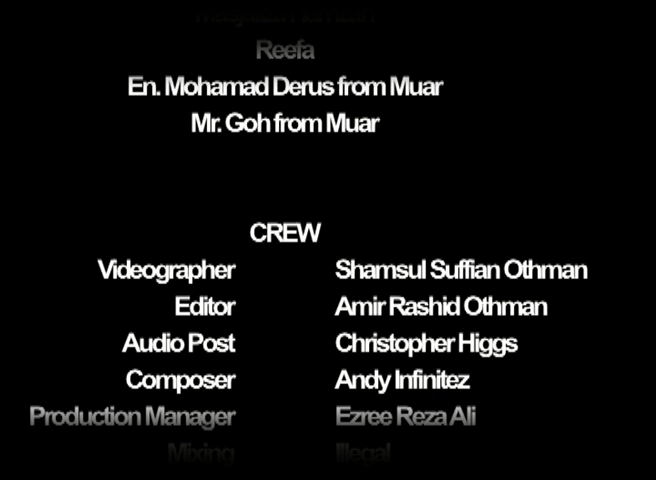 Reefa
En. Mohamad Derus from Muar
Mr. Goh from Muar
CREW
Videographer Shamsul Suffian Othman
Editor Amir Rashid Othman
Audio Post Christopher Higgs
Composer Andy Infinitez
Production Manager Ezree Reza Ali
Mixing Illegal